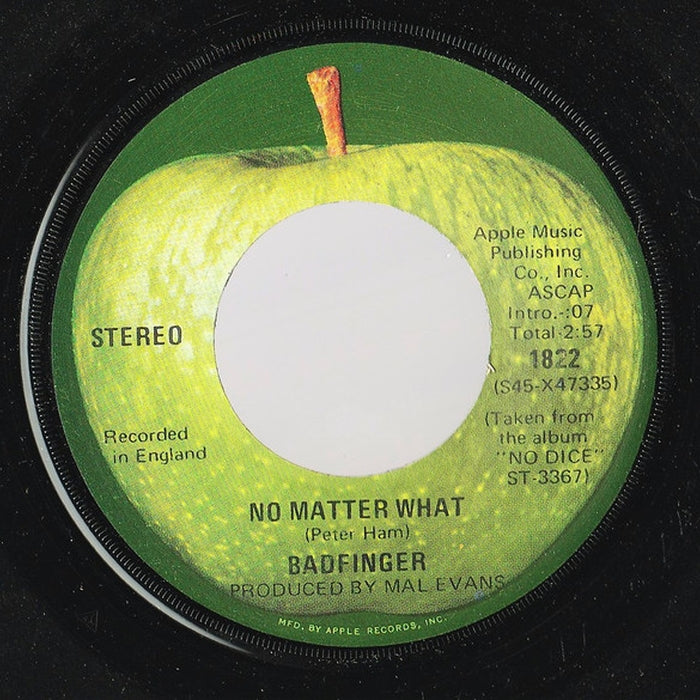 STEREO
Recorded
in England
Apple Music
Publishing
Co., Inc.
ASCAP
Intro.-:07
Total-2:57
1822
(S45-X47335)
(Taken from
the album
"NO DICE"
ST-3367)
NO MATTER WHAT
(Peter Ham)
BADFINGER
PRODUCED BY MAL EVANS
MFD. BY APPLE RECORDS, INC.